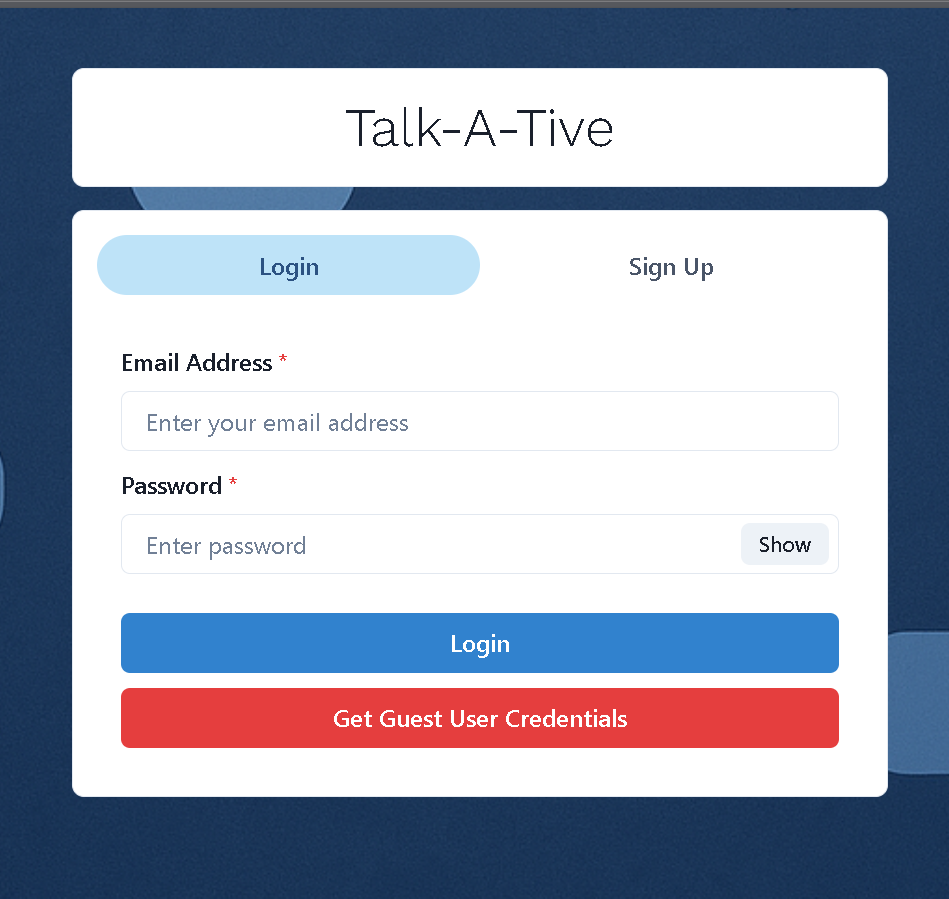 Talk-A-Tive
Login
Sign Up
Email Address *
Enter your email address
Password *
Enter password
Show
Login
Get Guest User Credentials